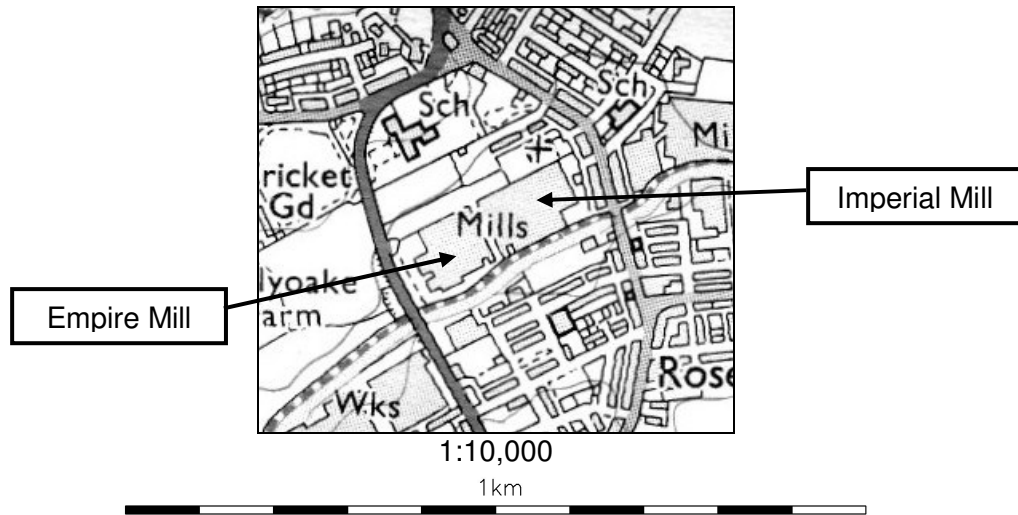 Sch
Sch
Mi
ricket
Gd
Imperial Mill
Mills
lyoake
arm
Empire Mill
Rose
Wks
1:10,000
1km